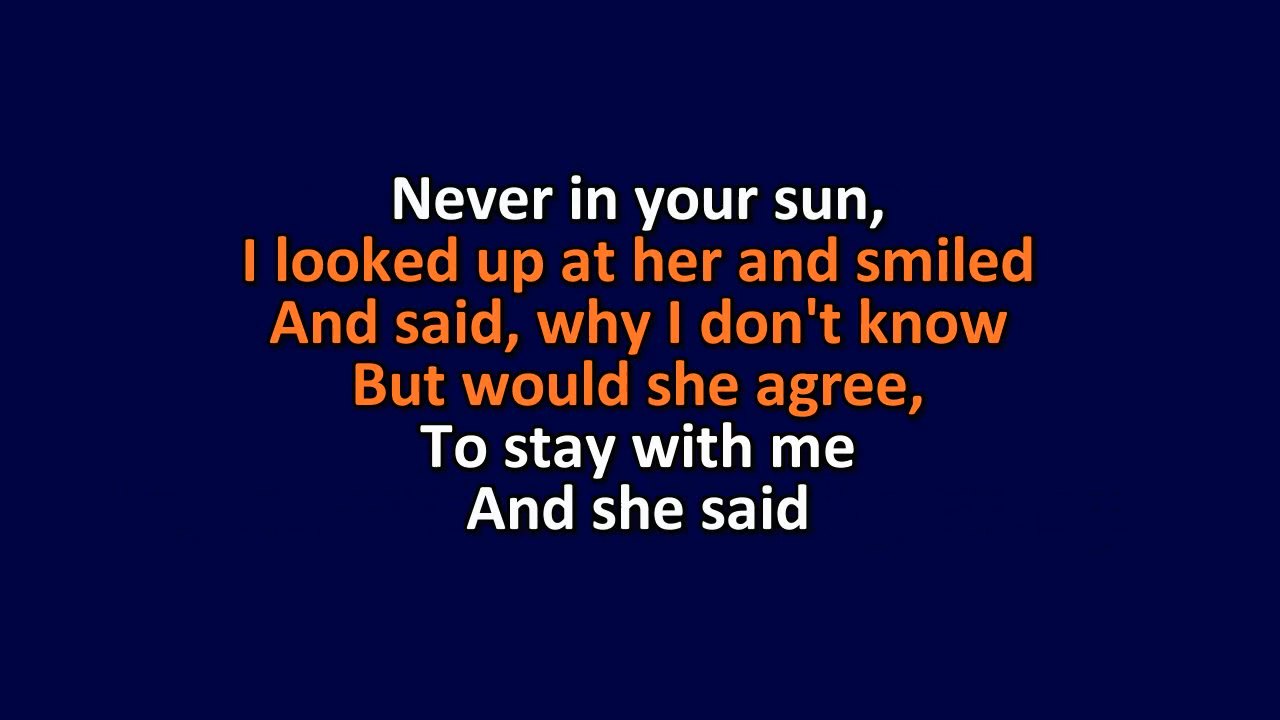 Never in your sun,
I looked up at her and smiled
And said, why I don't know
But would she agree,
To stay with me
And she said